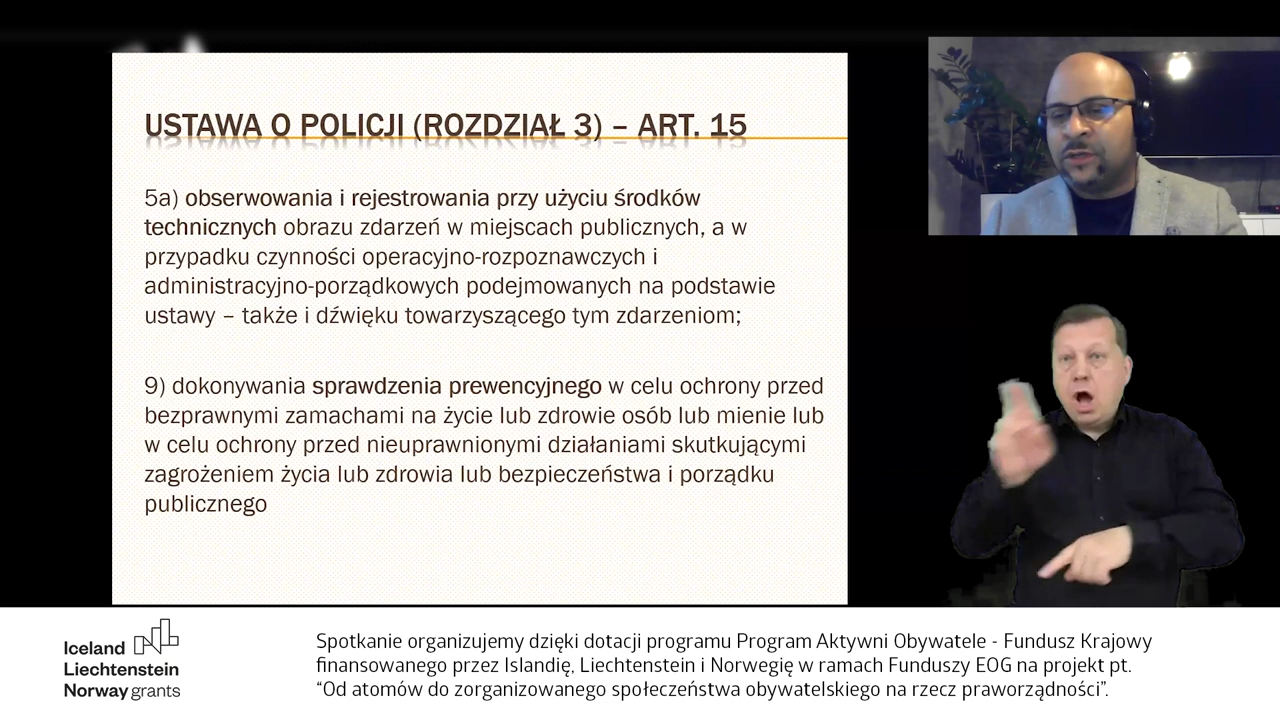 USTAWA O POLICJI (ROZDZIAŁ 3) – ART. 15
5a) obserwowania i rejestrowania przy użyciu środków
technicznych obrazu zdarzeń w miejscach publicznych, a w
przypadku czynności operacyjno-rozpoznawczych i
administracyjno-porządkowych podejmowanych na podstawie
ustawy – także i dźwięku towarzyszącego tym zdarzeniom;
9) dokonywania sprawdzenia prewencyjnego w celu ochrony przed
bezprawnymi zamachami na życie lub zdrowie osób lub mienie lub
w celu ochrony przed nieuprawnionymi działaniami skutkującymi
zagrożeniem życia lub zdrowia lub bezpieczeństwa i porządku
publicznego
Iceland
Liechtenstein
Norway grants
Spotkanie organizujemy dzięki dotacji programu Program Aktywni Obywatele - Fundusz Krajowy
finansowanego przez Islandię, Liechtenstein i Norwegię w ramach Funduszy EOG na projekt pt.
“Od atomów do zorganizowanego społeczeństwa obywatelskiego na rzecz praworządności”.